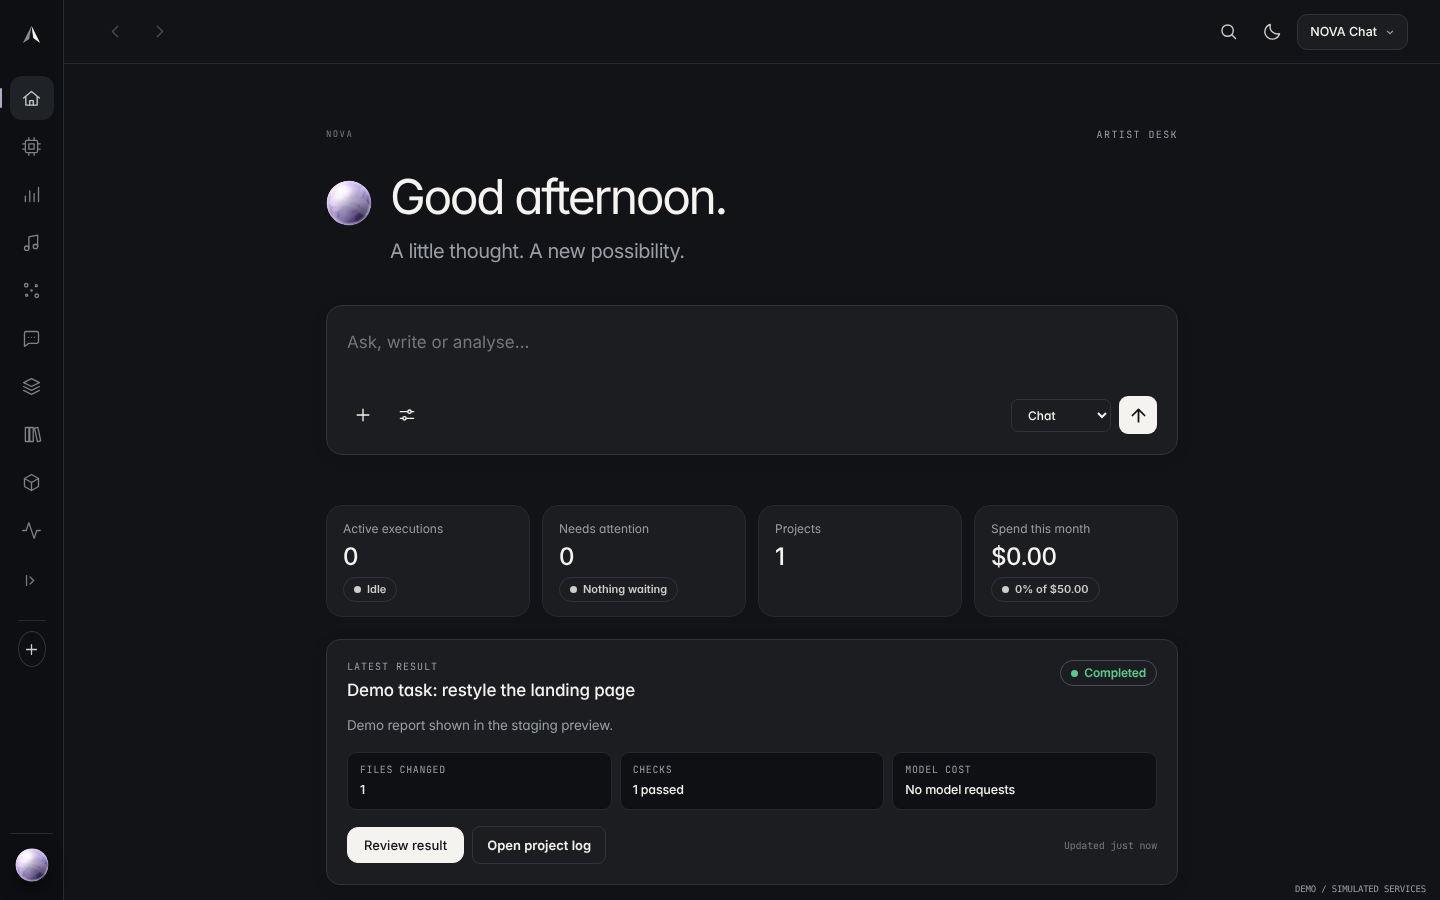 NOVA Chat
NOVA
ARTIST DESK
Good afternoon.
A little thought. A new possibility.
Ask, write or analyse...
Chat
Active executions
0
Idle
Needs attention
0
Nothing waiting
Projects
1
Spend this month
$0.00
0% of $50.00
LATEST RESULT
Completed
Demo task: restyle the landing page
Demo report shown in the staging preview.
FILES CHANGED
1
CHECKS
1 passed
MODEL COST
No model requests
Review result
Open project log
Updated just now
DEMO / SIMULATED SERVICES